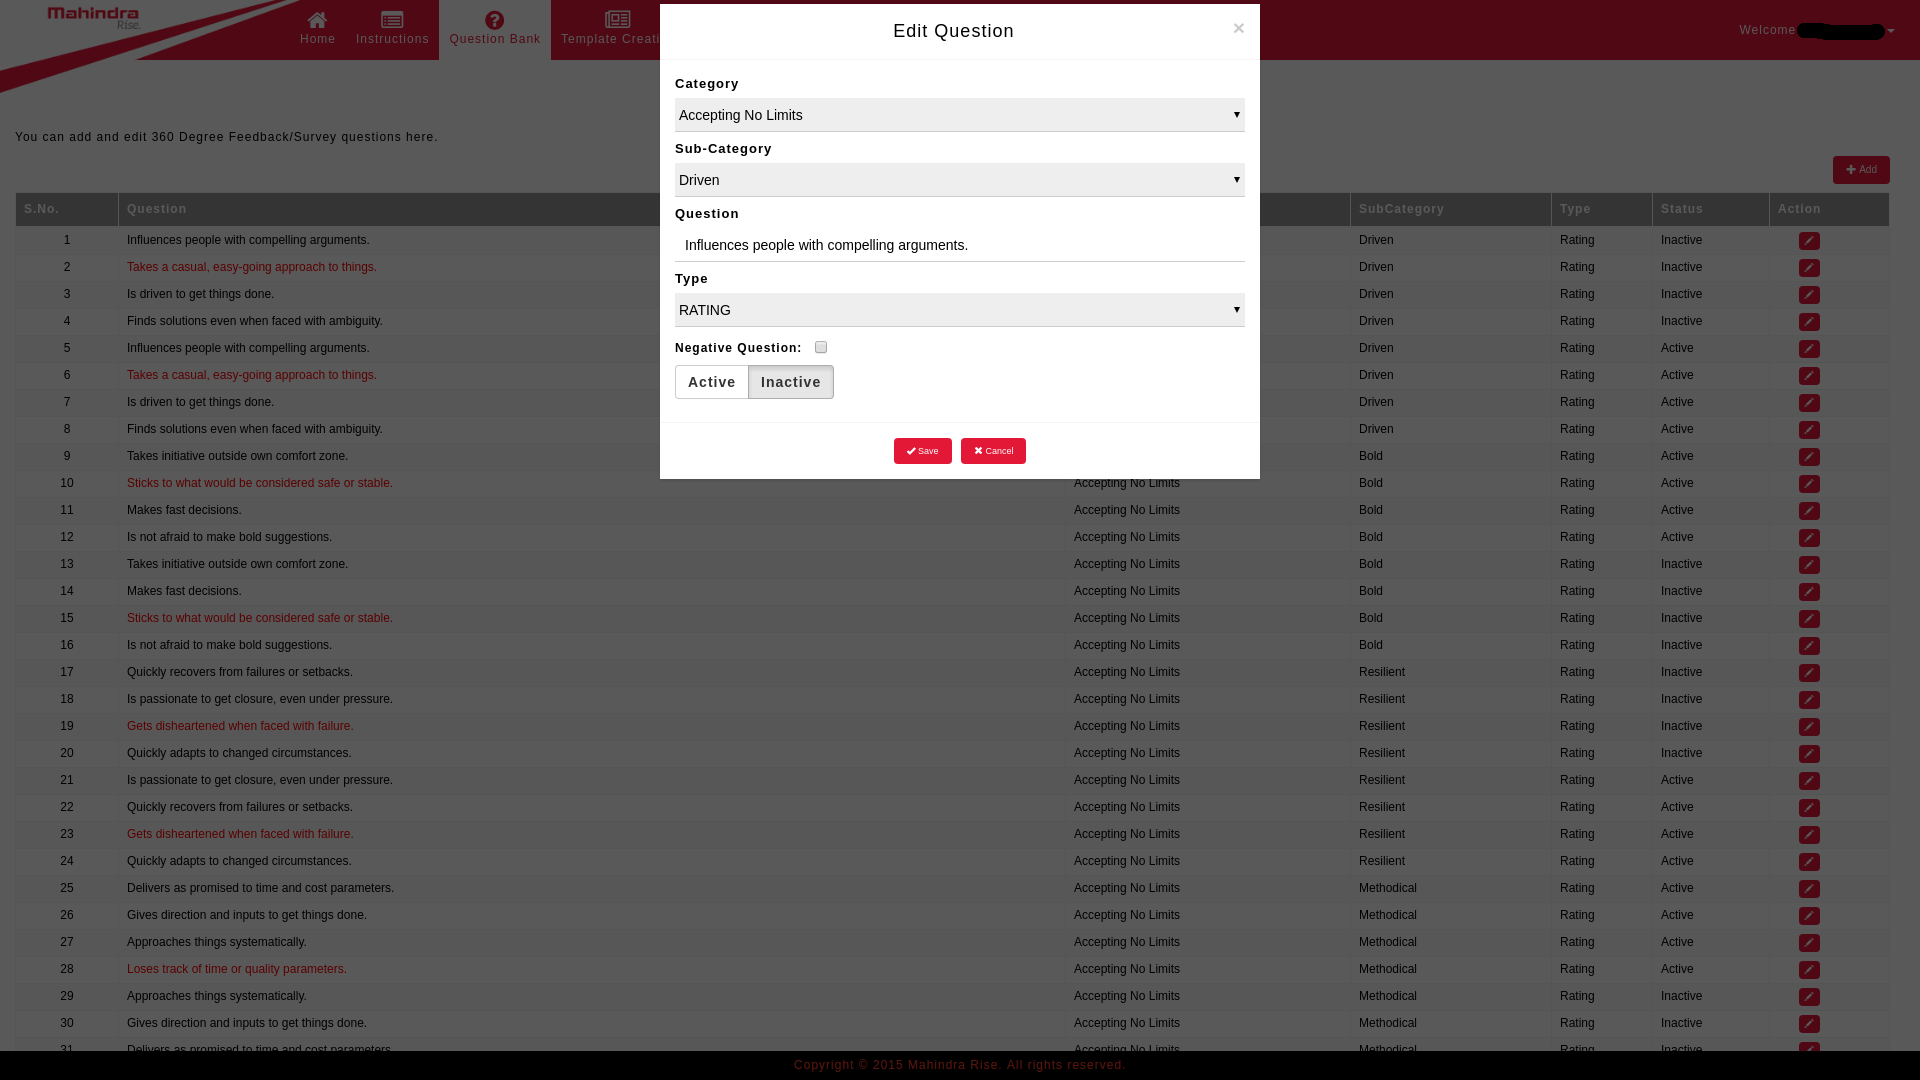 Mahindra
Rise.
Home
Instructions
Question Bank
Template Creati
Welcome
Edit Question
×
Category
Accepting No Limits
Sub-Category
Driven
Question
Influences people with compelling arguments.
Type
RATING
Negative Question:
Active Inactive
Save Cancel
You can add and edit 360 Degree Feedback/Survey questions here.
Add
S.No. Question SubCategory Type Status Action
1 Influences people with compelling arguments. Driven Rating Inactive
2 Takes a casual, easy-going approach to things. Driven Rating Inactive
3 Is driven to get things done. Driven Rating Inactive
4 Finds solutions even when faced with ambiguity. Driven Rating Inactive
5 Influences people with compelling arguments. Driven Rating Active
6 Takes a casual, easy-going approach to things. Driven Rating Active
7 Is driven to get things done. Driven Rating Active
8 Finds solutions even when faced with ambiguity. Driven Rating Active
9 Takes initiative outside own comfort zone. Bold Rating Active
10 Sticks to what would be considered safe or stable. Accepting No Limits Bold Rating Active
11 Makes fast decisions. Accepting No Limits Bold Rating Active
12 Is not afraid to make bold suggestions. Accepting No Limits Bold Rating Active
13 Takes initiative outside own comfort zone. Accepting No Limits Bold Rating Inactive
14 Makes fast decisions. Accepting No Limits Bold Rating Inactive
15 Sticks to what would be considered safe or stable. Accepting No Limits Bold Rating Inactive
16 Is not afraid to make bold suggestions. Accepting No Limits Bold Rating Inactive
17 Quickly recovers from failures or setbacks. Accepting No Limits Resilient Rating Inactive
18 Is passionate to get closure, even under pressure. Accepting No Limits Resilient Rating Inactive
19 Gets disheartened when faced with failure. Accepting No Limits Resilient Rating Inactive
20 Quickly adapts to changed circumstances. Accepting No Limits Resilient Rating Inactive
21 Is passionate to get closure, even under pressure. Accepting No Limits Resilient Rating Active
22 Quickly recovers from failures or setbacks. Accepting No Limits Resilient Rating Active
23 Gets disheartened when faced with failure. Accepting No Limits Resilient Rating Active
24 Quickly adapts to changed circumstances. Accepting No Limits Resilient Rating Active
25 Delivers as promised to time and cost parameters. Accepting No Limits Methodical Rating Active
26 Gives direction and inputs to get things done. Accepting No Limits Methodical Rating Active
27 Approaches things systematically. Accepting No Limits Methodical Rating Active
28 Loses track of time or quality parameters. Accepting No Limits Methodical Rating Active
29 Approaches things systematically. Accepting No Limits Methodical Rating Inactive
30 Gives direction and inputs to get things done. Accepting No Limits Methodical Rating Inactive
31 Delivers as promised to time and cost parameters. Accepting No Limits Methodical Rating Inactive
Copyright © 2015 Mahindra Rise. All rights reserved.